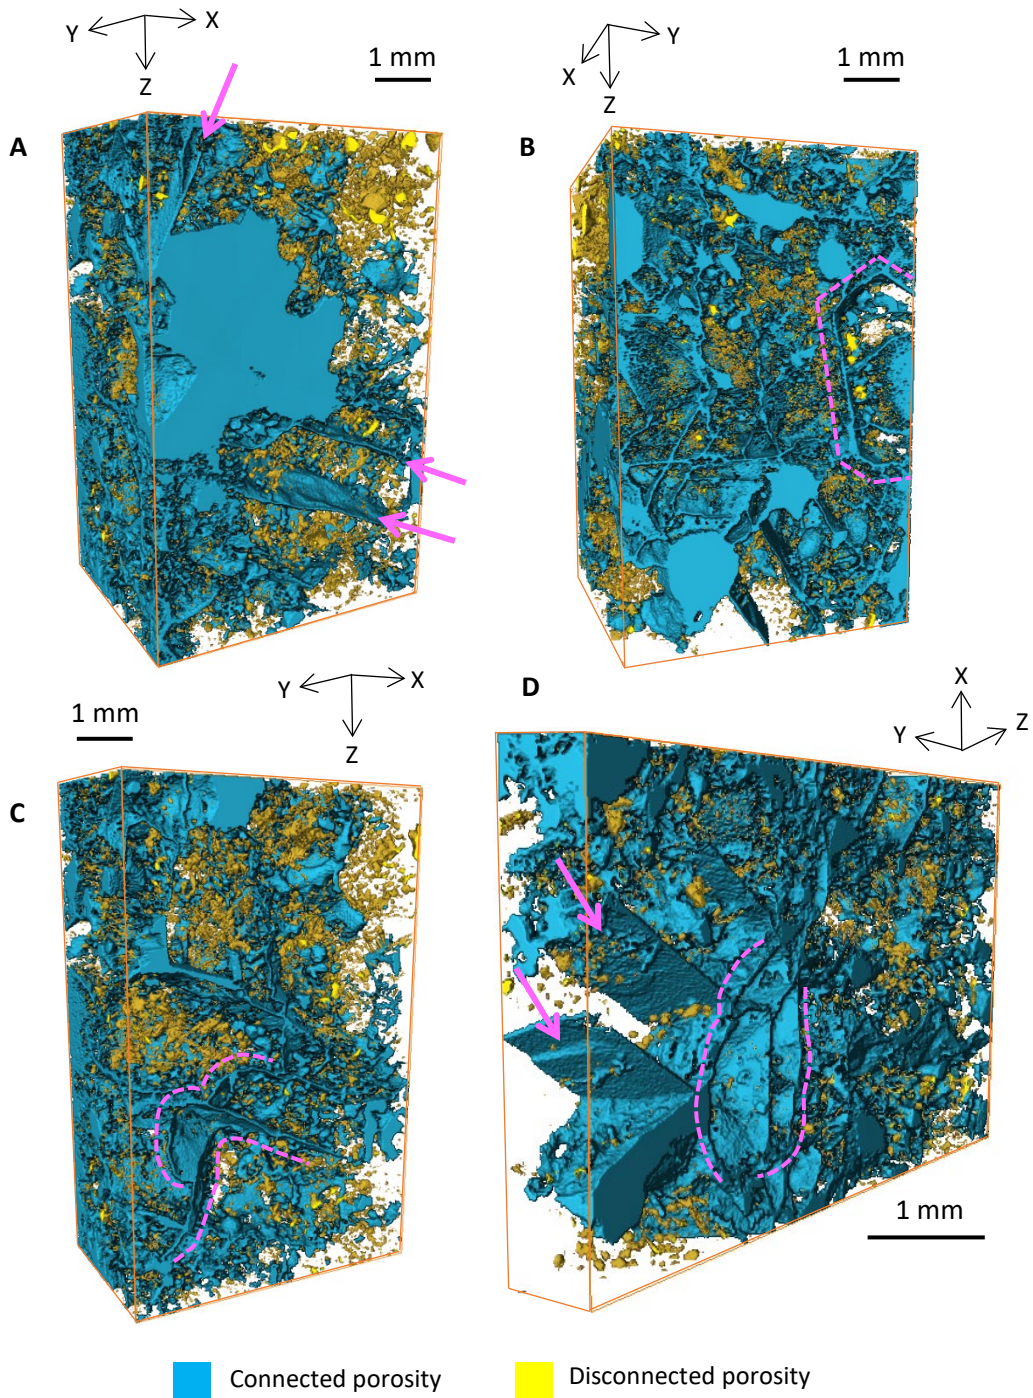 Y X
Z
1 mm
Y
X
Z
1 mm
A
B
Y X
Z
1 mm
D
X
Y Z
C
1 mm
Connected porosity
Disconnected porosity